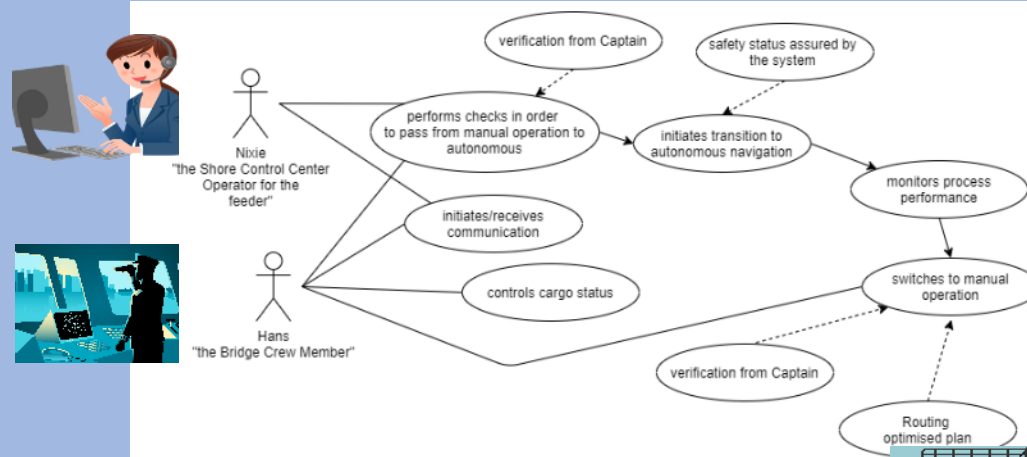 verification from Captain
safety status assured by
the system
performs checks in order
to pass from manual operation to
autonomous
initiates transition to
autonomous navigation
Nixie
"the Shore Control Center
Operator for the
feeder"
monitors process
performance
initiates/receives
communication
switches to manual
operation
controls cargo status
Hans
"the Bridge Crew Member"
verification from Captain
Routing
optimised plan